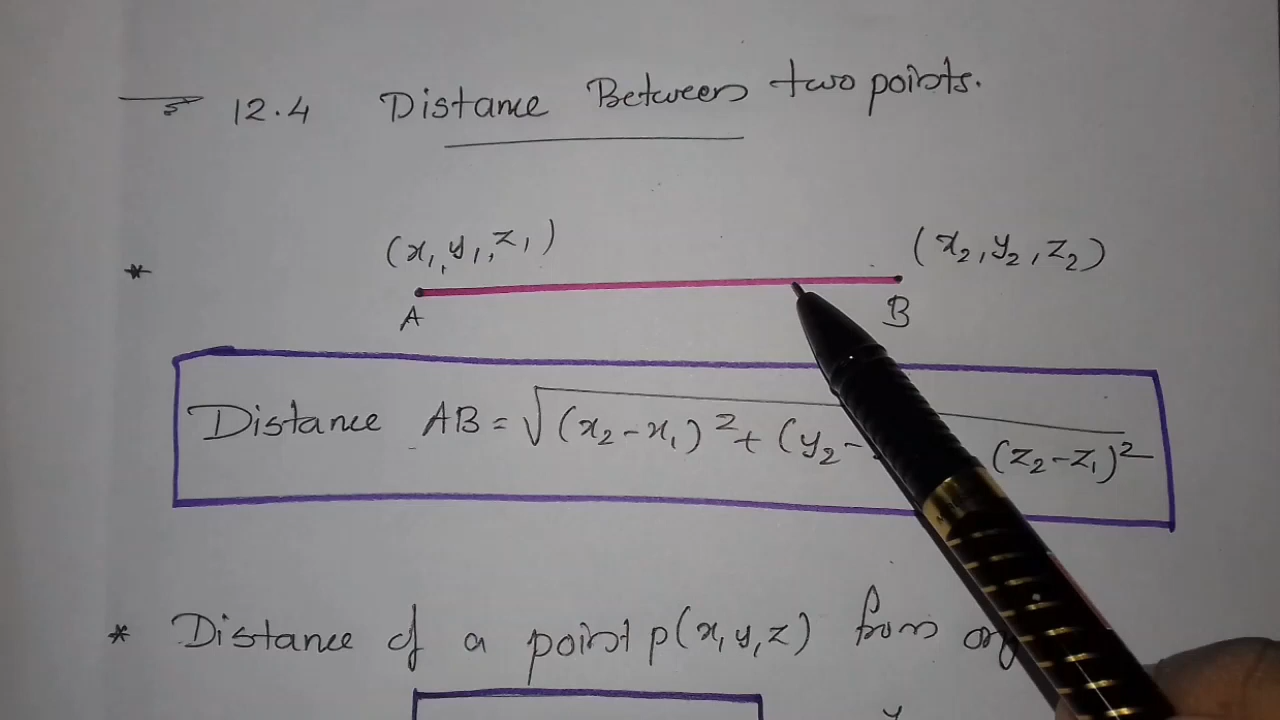 12.4 Distance Between two points.
* (x₁, y₁, z₁) (x₂, y₂, z₂)
A B
Distance AB = √(x₂-x₁)² + (y₂- (z₂-z₁)²
* Distance of a point p(x, y, z) from